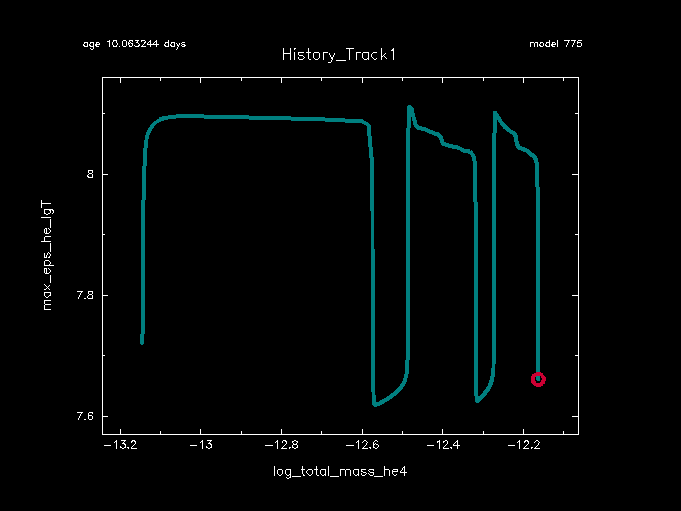 age 10.063244 days
model 775
History_Track1
max_eps_he_lgT
8
7.8
7.6
−13.2
−13
−12.8
−12.6
−12.4
−12.2
log_total_mass_he4